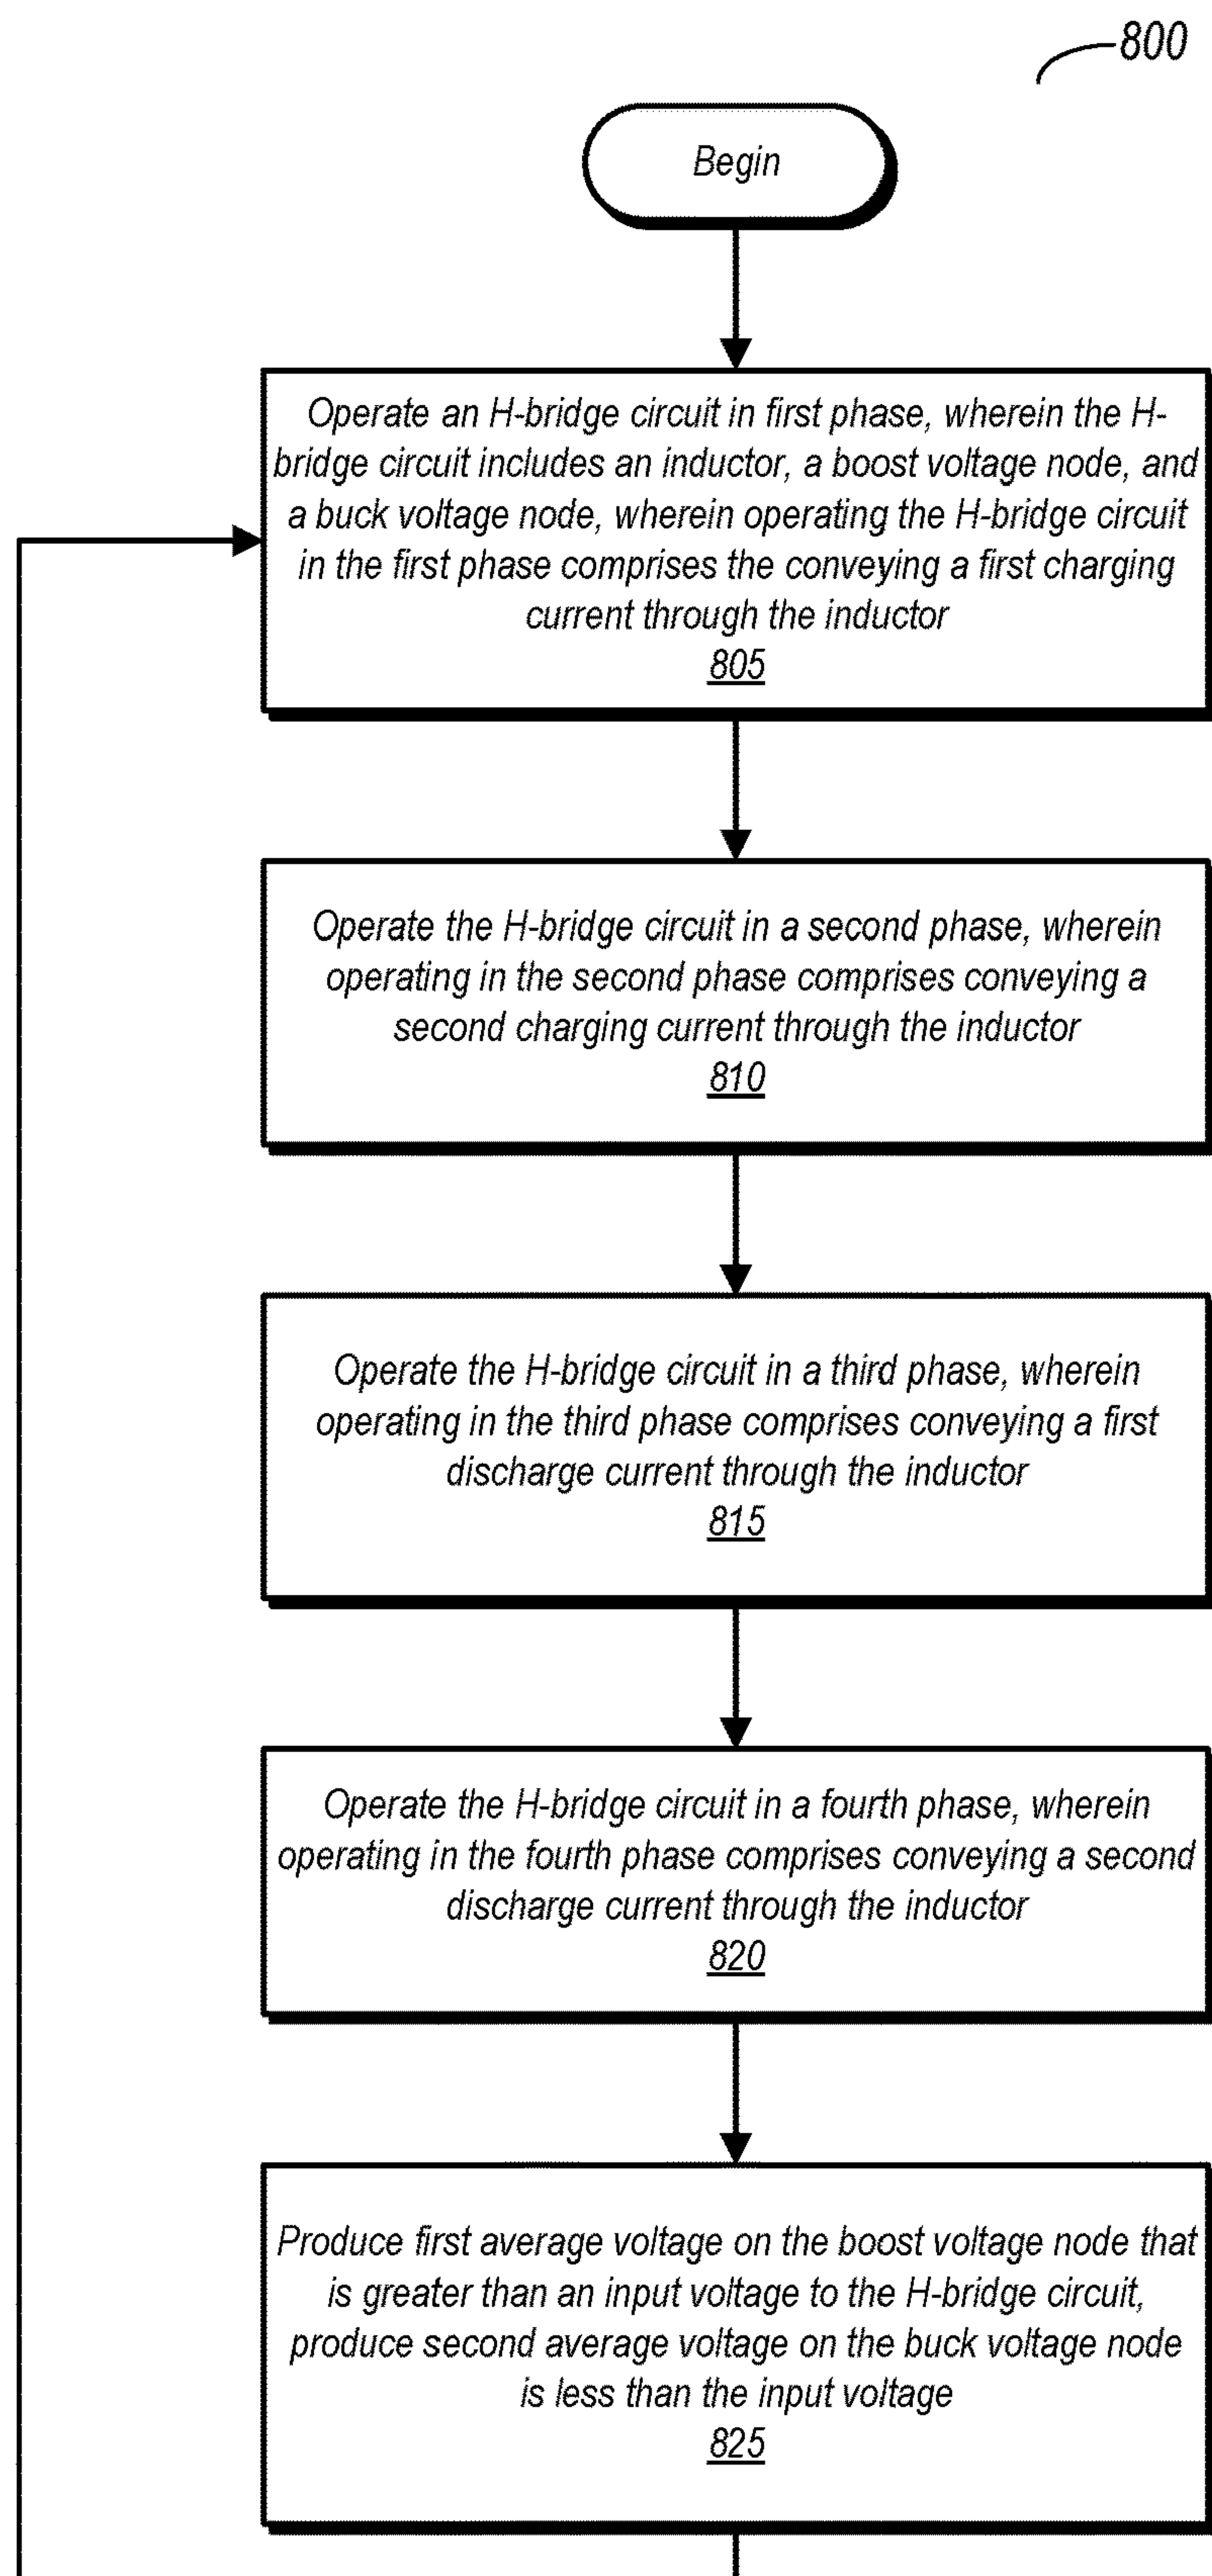 800
Begin
Operate an H-bridge circuit in first phase, wherein the H-
bridge circuit includes an inductor, a boost voltage node, and
a buck voltage node, wherein operating the H-bridge circuit
in the first phase comprises the conveying a first charging
current through the inductor
805
Operate the H-bridge circuit in a second phase, wherein
operating in the second phase comprises conveying a
second charging current through the inductor
810
Operate the H-bridge circuit in a third phase, wherein
operating in the third phase comprises conveying a first
discharge current through the inductor
815
Operate the H-bridge circuit in a fourth phase, wherein
operating in the fourth phase comprises conveying a second
discharge current through the inductor
820
Produce first average voltage on the boost voltage node that
is greater than an input voltage to the H-bridge circuit,
produce second average voltage on the buck voltage node
is less than the input voltage
825